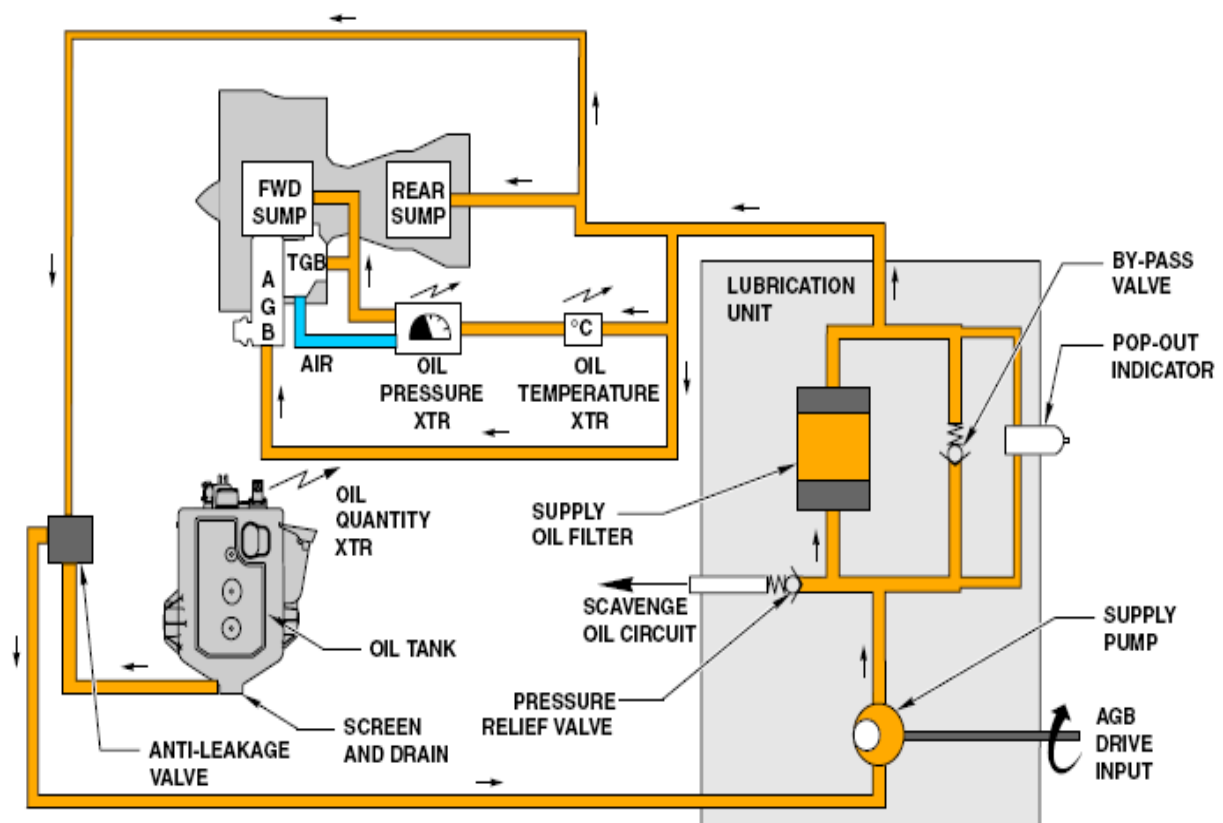 FWD
SUMP
REAR
SUMP
TGB
A
G
B
AIR
OIL
PRESSURE
XTR
°C
OIL
TEMPERATURE
XTR
LUBRICATION
UNIT
BY-PASS
VALVE
POP-OUT
INDICATOR
OIL
QUANTITY
XTR
SUPPLY
OIL FILTER
SCAVENGE
OIL CIRCUIT
OIL TANK
SUPPLY
PUMP
PRESSURE
RELIEF VALVE
SCREEN
AND DRAIN
ANTI-LEAKAGE
VALVE
AGB
DRIVE
INPUT